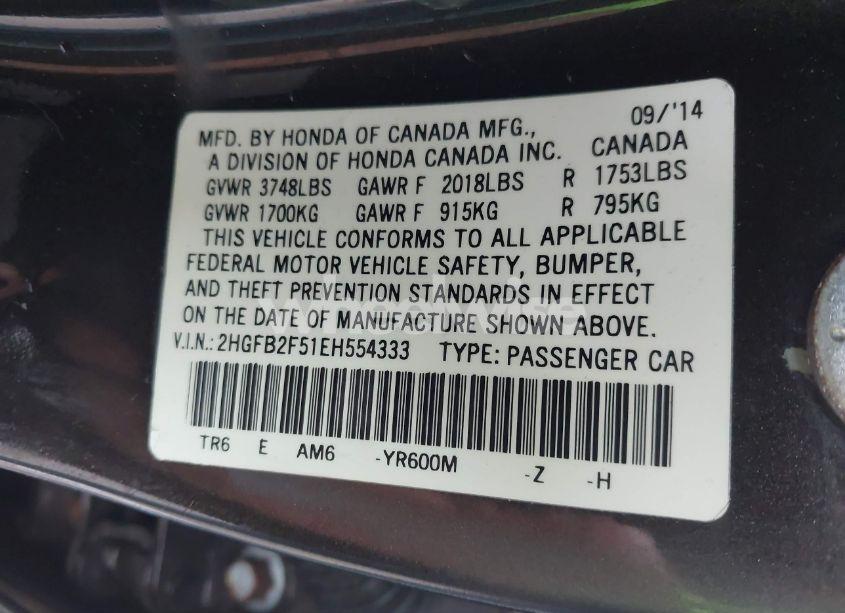 09/'14
MFD. BY HONDA OF CANADA MFG., CANADA
A DIVISION OF HONDA CANADA INC.
GVWR 3748LBS GAWR F 2018LBS R 1753LBS
GVWR 1700KG GAWR F 915KG R 795KG
THIS VEHICLE CONFORMS TO ALL APPLICABLE
FEDERAL MOTOR VEHICLE SAFETY, BUMPER,
AND THEFT PREVENTION STANDARDS IN EFFECT
ON THE DATE OF MANUFACTURE SHOWN ABOVE.
V.I.N.: 2HGFB2F51EH554333 TYPE: PASSENGER CAR
TR6 E AM6 -YR600M -Z -H